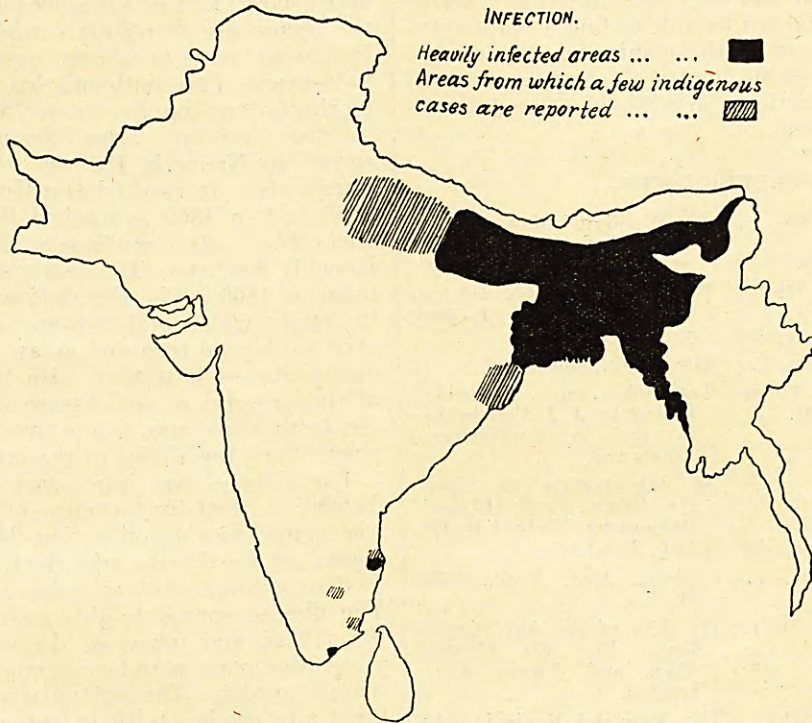 INFECTION.
Heavily infected areas ... ...
Areas from which a few indigenous
cases are reported ... ...